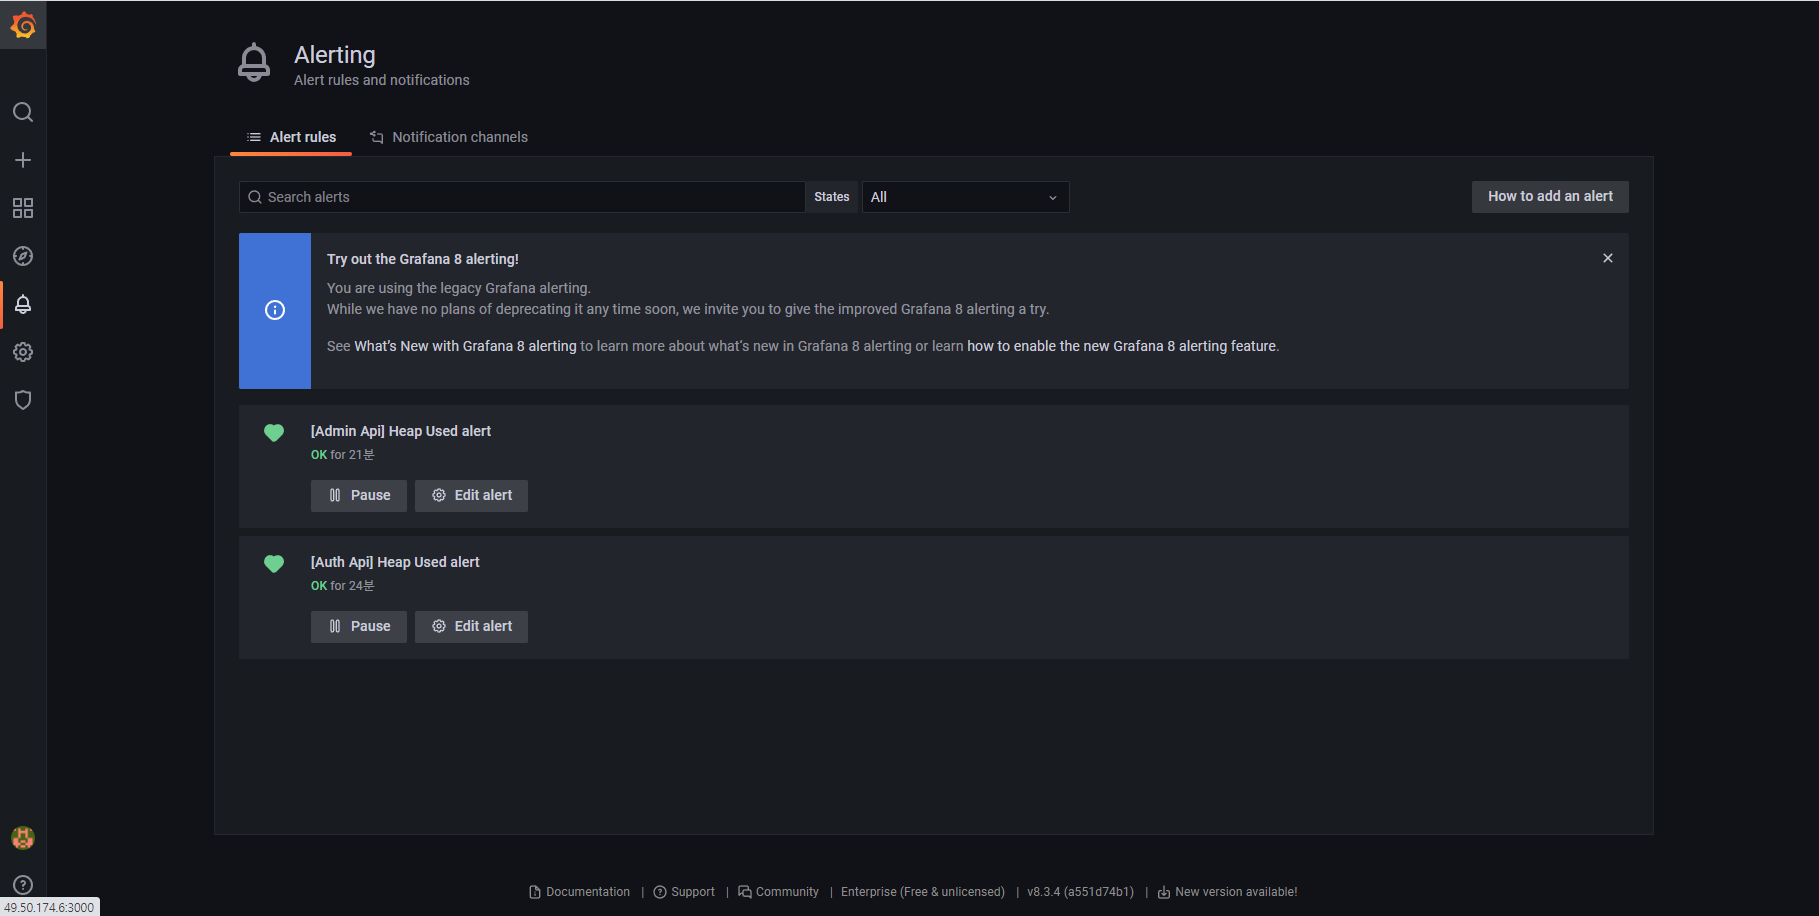 Alerting
Alert rules and notifications
Alert rules
Notification channels
Search alerts
States
All
How to add an alert
Try out the Grafana 8 alerting!
You are using the legacy Grafana alerting.
While we have no plans of deprecating it any time soon, we invite you to give the improved Grafana 8 alerting a try.
See What's New with Grafana 8 alerting to learn more about what's new in Grafana 8 alerting or learn how to enable the new Grafana 8 alerting feature.
[Admin Api] Heap Used alert
OK for 21분
Pause
Edit alert
[Auth Api] Heap Used alert
OK for 24분
Pause
Edit alert
Documentation | Support | Community | Enterprise (Free & unlicensed) | v8.3.4 (a551d74b1) | New version available!
49.50.174.6:3000